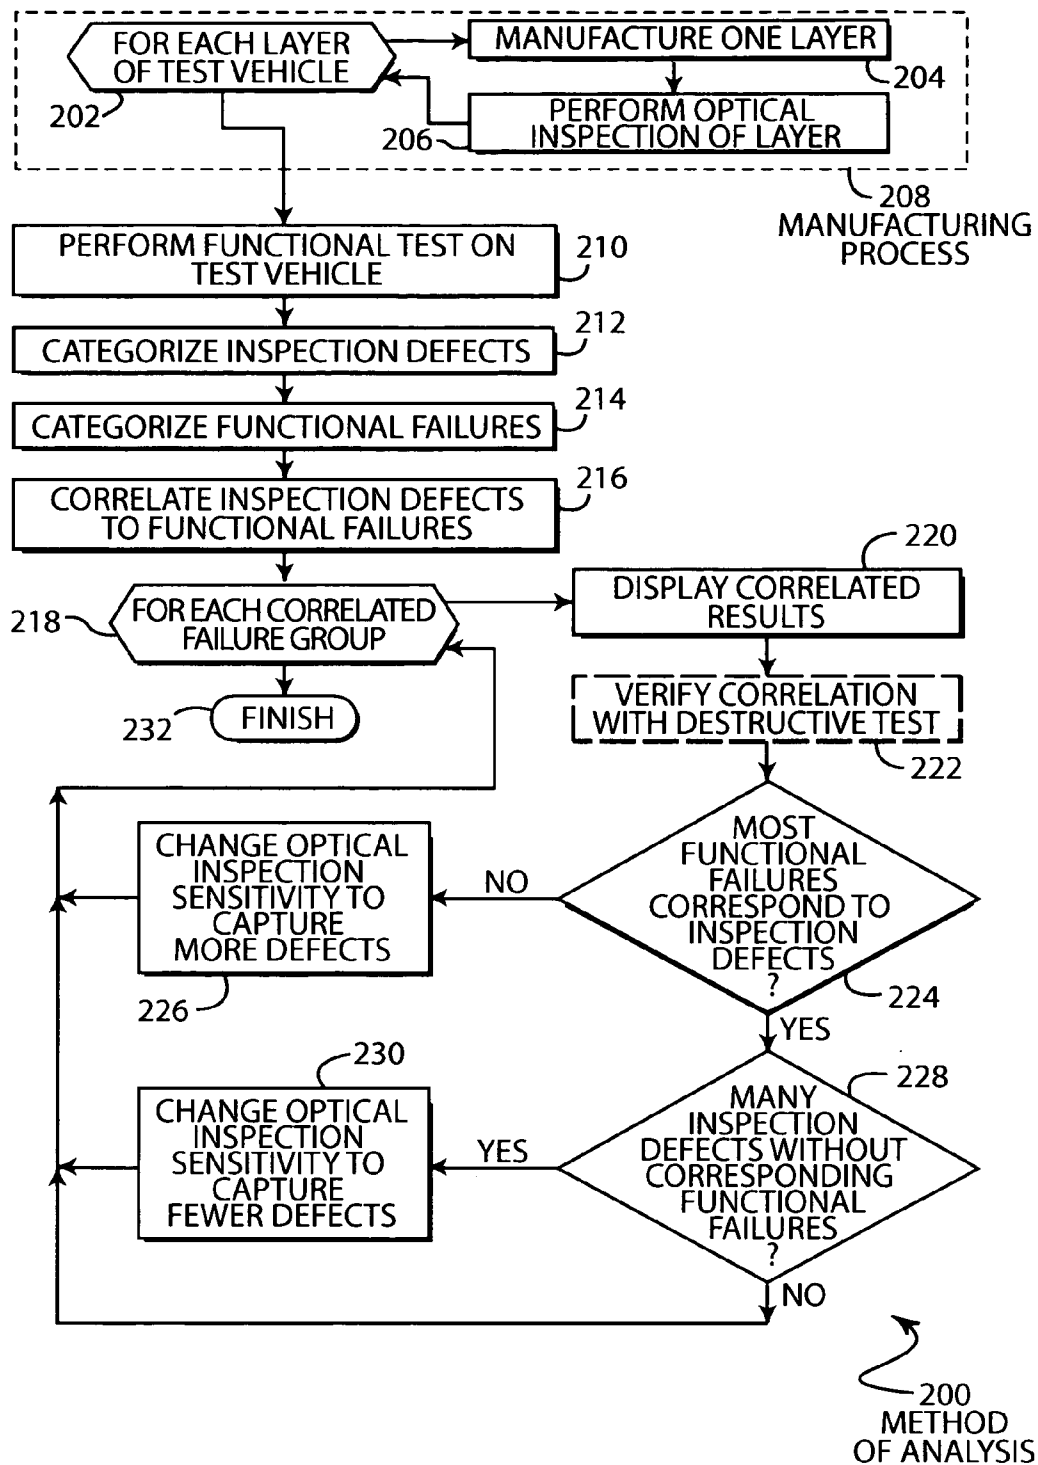 FOR EACH LAYER
OF TEST VEHICLE
202
MANUFACTURE ONE LAYER
204
PERFORM OPTICAL
INSPECTION OF LAYER
206
208
MANUFACTURING
PROCESS
PERFORM FUNCTIONAL TEST ON
TEST VEHICLE
210
CATEGORIZE INSPECTION DEFECTS
212
CATEGORIZE FUNCTIONAL FAILURES
214
CORRELATE INSPECTION DEFECTS
TO FUNCTIONAL FAILURES
216
FOR EACH CORRELATED
FAILURE GROUP
218
DISPLAY CORRELATED
RESULTS
220
FINISH
232
VERIFY CORRELATION
WITH DESTRUCTIVE TEST
222
MOST
FUNCTIONAL
FAILURES
CORRESPOND TO
INSPECTION
DEFECTS
?
224
NO
CHANGE OPTICAL
INSPECTION
SENSITIVITY TO
CAPTURE
MORE DEFECTS
226
YES
MANY
INSPECTION
DEFECTS WITHOUT
CORRESPONDING
FUNCTIONAL
FAILURES
?
228
YES
CHANGE OPTICAL
INSPECTION
SENSITIVITY TO
CAPTURE
FEWER DEFECTS
230
NO
200
METHOD
OF ANALYSIS